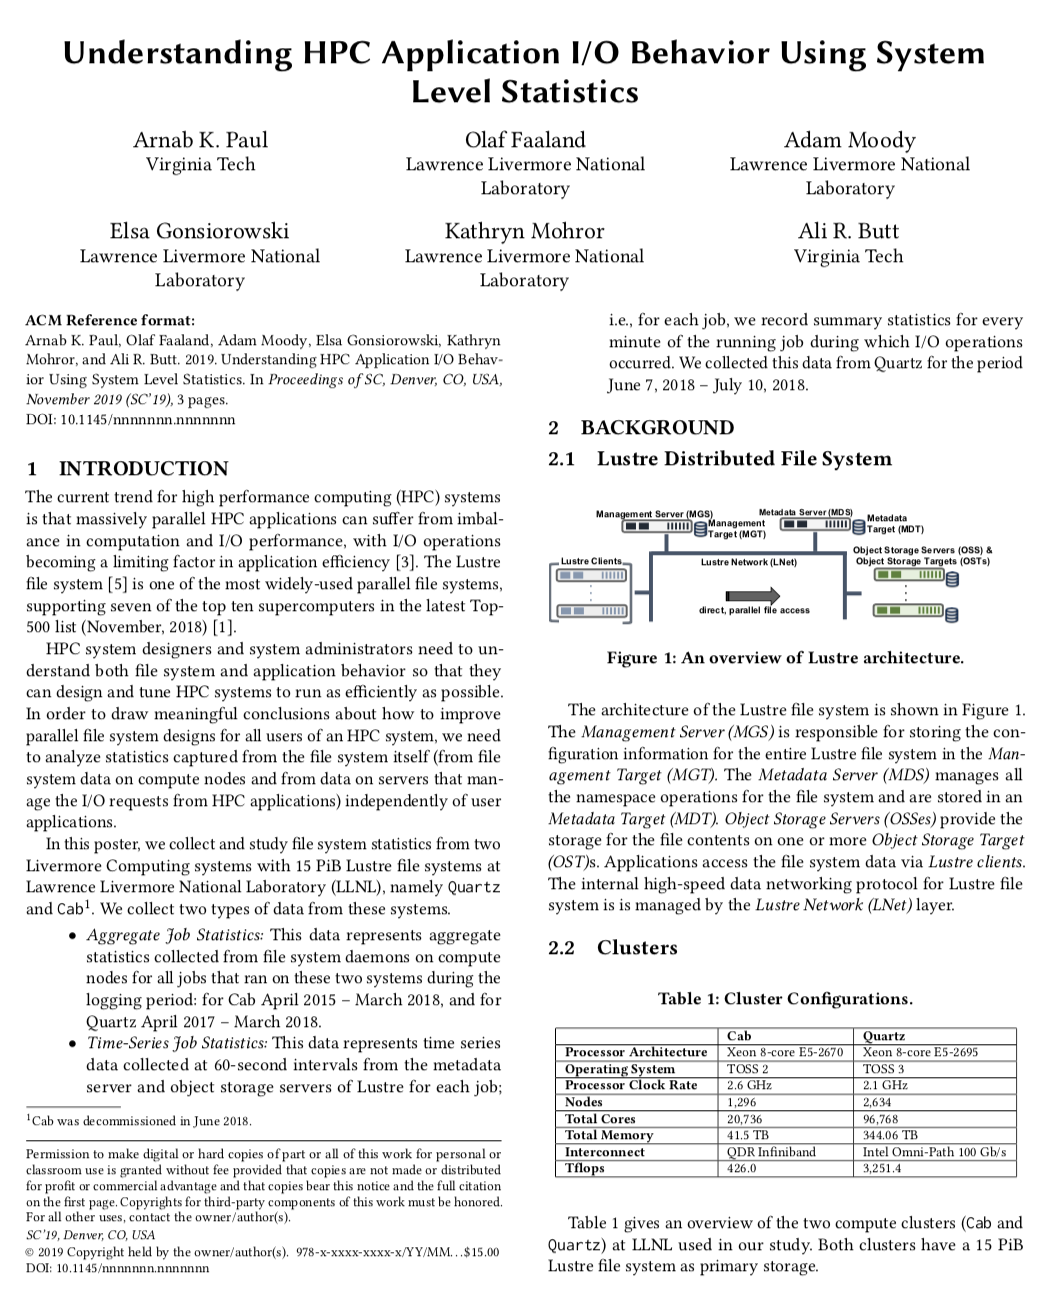 Understanding HPC Application I/O Behavior Using System
Level Statistics
Arnab K. Paul
Virginia Tech
Olaf Faaland
Lawrence Livermore National
Laboratory
Adam Moody
Lawrence Livermore National
Laboratory
Elsa Gonsiorowski
Lawrence Livermore National
Laboratory
Kathryn Mohror
Lawrence Livermore National
Laboratory
Ali R. Butt
Virginia Tech
ACM Reference format:
Arnab K. Paul, Olaf Faaland, Adam Moody, Elsa Gonsiorowski, Kathryn
Mohror, and Ali R. Butt. 2019. Understanding HPC Application I/O Behav-
ior Using System Level Statistics. In Proceedings of SC, Denver, CO, USA,
November 2019 (SC'19), 3 pages.
DOI: 10.1145/nnnnnnn.nnnnnnn
1 INTRODUCTION
The current trend for high performance computing (HPC) systems
is that massively parallel HPC applications can suffer from imbal-
ance in computation and I/O performance, with I/O operations
becoming a limiting factor in application efficiency [3]. The Lustre
file system [5] is one of the most widely-used parallel file systems,
supporting seven of the top ten supercomputers in the latest Top-
500 list (November, 2018) [1].
HPC system designers and system administrators need to un-
derstand both file system and application behavior so that they
can design and tune HPC systems to run as efficiently as possible.
In order to draw meaningful conclusions about how to improve
parallel file system designs for all users of an HPC system, we need
to analyze statistics captured from the file system itself (from file
system data on compute nodes and from data on servers that man-
age the I/O requests from HPC applications) independently of user
applications.
In this poster, we collect and study file system statistics from two
Livermore Computing systems with 15 PiB Lustre file systems at
Lawrence Livermore National Laboratory (LLNL), namely Quartz
and Cab1. We collect two types of data from these systems.
• Aggregate Job Statistics: This data represents aggregate
statistics collected from file system daemons on compute
nodes for all jobs that ran on these two systems during the
logging period: for Cab April 2015 – March 2018, and for
Quartz April 2017 – March 2018.
• Time-Series Job Statistics: This data represents time series
data collected at 60-second intervals from the metadata
server and object storage servers of Lustre for each job;
1Cab was decommissioned in June 2018.
Permission to make digital or hard copies of part or all of this work for personal or
classroom use is granted without fee provided that copies are not made or distributed
for profit or commercial advantage and that copies bear this notice and the full citation
on the first page. Copyrights for third-party components of this work must be honored.
For all other uses, contact the owner/author(s).
SC'19, Denver, CO, USA
© 2019 Copyright held by the owner/author(s). 978-x-xxxx-xxxx-x/YY/MM...$15.00
DOI: 10.1145/nnnnnnn.nnnnnnn
i.e., for each job, we record summary statistics for every
minute of the running job during which I/O operations
occurred. We collected this data from Quartz for the period
June 7, 2018 – July 10, 2018.
2 BACKGROUND
2.1 Lustre Distributed File System
Management Server (MGS)
Management
Target (MGT)
Metadata Server (MDS)
Metadata
Target (MDT)
Object Storage Servers (OSS) &
Object Storage Targets (OSTs)
Lustre Clients
Lustre Network (LNet)
direct, parallel file access
Figure 1: An overview of Lustre architecture.
The architecture of the Lustre file system is shown in Figure 1.
The Management Server (MGS) is responsible for storing the con-
figuration information for the entire Lustre file system in the Man-
agement Target (MGT). The Metadata Server (MDS) manages all
the namespace operations for the file system and are stored in an
Metadata Target (MDT). Object Storage Servers (OSSes) provide the
storage for the file contents on one or more Object Storage Target
(OST)s. Applications access the file system data via Lustre clients.
The internal high-speed data networking protocol for Lustre file
system is is managed by the Lustre Network (LNet) layer.
2.2 Clusters
Table 1: Cluster Configurations.
Cab Quartz
Processor Architecture Xeon 8-core E5-2670 Xeon 8-core E5-2695
Operating System TOSS 2 TOSS 3
Processor Clock Rate 2.6 GHz 2.1 GHz
Nodes 1,296 2,634
Total Cores 20,736 96,768
Total Memory 41.5 TB 344.06 TB
Interconnect QDR Infiniband Intel Omni-Path 100 Gb/s
Tflops 426.0 3,251.4
Table 1 gives an overview of the two compute clusters (Cab and
Quartz) at LLNL used in our study. Both clusters have a 15 PiB
Lustre file system as primary storage.